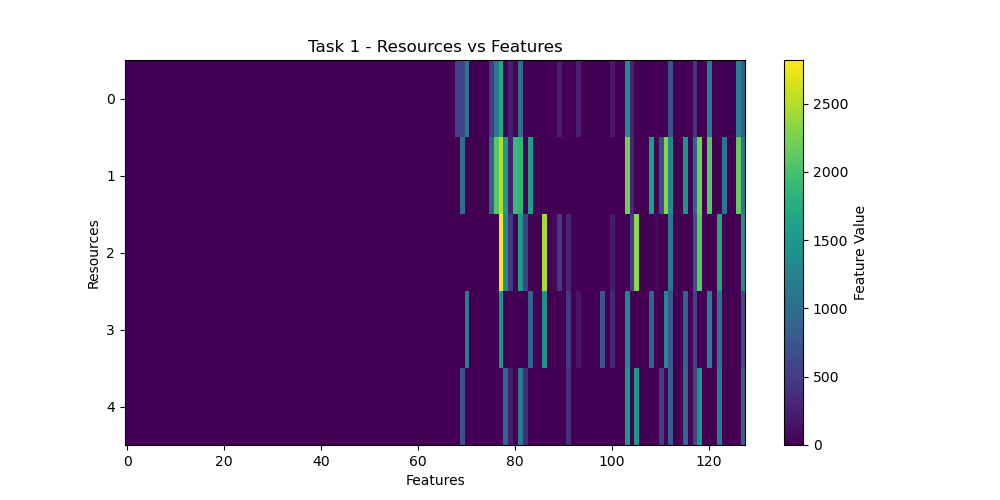 Task 1 - Resources vs Features
Resources
0
1
2
3
4
0 20 40 60 80 100 120
Features
2500
2000
1500
1000
500
0
Feature Value